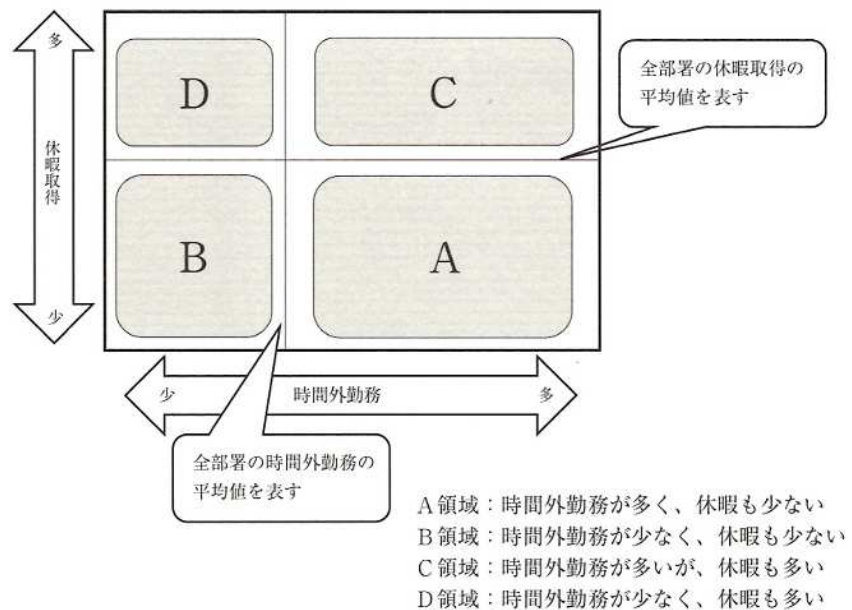 多
休暇取得
少
D
C
B
A
全部署の休暇取得の
平均値を表す
少
時間外勤務
多
全部署の時間外勤務の
平均値を表す
A領域：時間外勤務が多く、休暇も少ない
B領域：時間外勤務が少なく、休暇も少ない
C領域：時間外勤務が多いが、休暇も多い
D領域：時間外勤務が少なく、休暇も多い